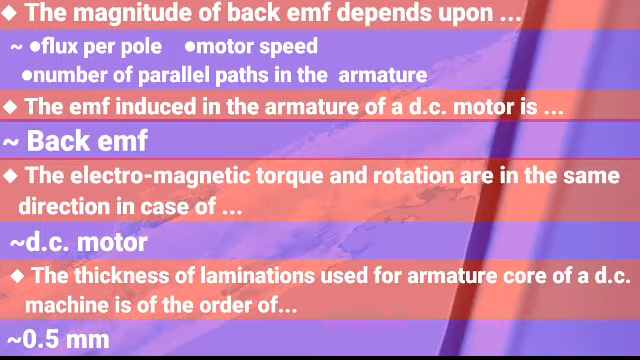 ◆ The magnitude of back emf depends upon ...
~ ●flux per pole ●motor speed
●number of parallel paths in the armature
◆ The emf induced in the armature of a d.c. motor is ...
~ Back emf
◆ The electro-magnetic torque and rotation are in the same
direction in case of ...
~d.c. motor
◆ The thickness of laminations used for armature core of a d.c.
machine is of the order of...
~0.5 mm